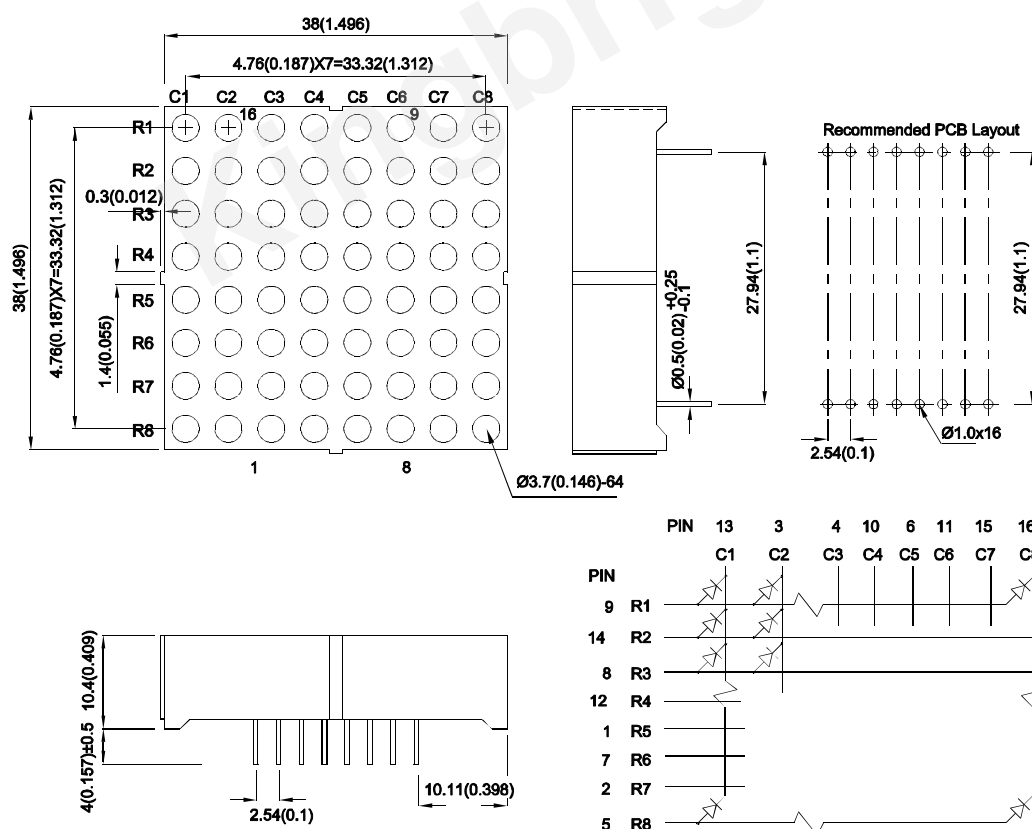 Kingbrig
38(1.496)
4.76(0.187)X7=33.32(1.312)
C1 C2 C3 C4 C5 C6 C7 C8
16 9
R1
R2
0.3(0.012)
R3
R4
R5
R6
R7
R8
38(1.496)
4.76(0.187)X7=33.32(1.312)
1.4(0.055)
1 8
Ø3.7(0.146)-64
Ø0.5(0.02)+0.25 -0.1
27.94(1.1)
Recommended PCB Layout
27.94(1.1)
Ø1.0x16
2.54(0.1)
10.4(0.409)
4(0.157)±0.5
2.54(0.1)
10.11(0.398)
PIN 13 3 4 10 6 11 15 16
C1 C2 C3 C4 C5 C6 C7
PIN
9 R1
14 R2
8 R3
12 R4
1 R5
7 R6
2 R7
5 R8